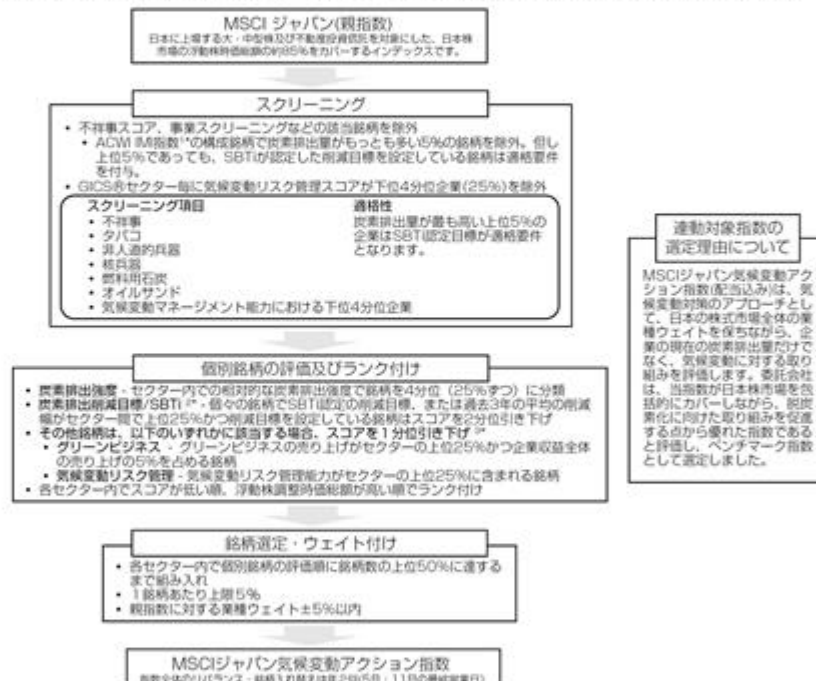 MSCI ジャパン(親指数)
日本に上場する大・中型株及び不動産投資信託を対象にした、日本株
市場の浮動株時価総額の約85%をカバーするインデックスです。
スクリーニング
• 不祥事スコア、事業スクリーニングなどの該当銘柄を除外
• ACWI IMI指数¹*の構成銘柄で炭素排出量がもっとも多い5%の銘柄を除外。但し
上位5%であっても、SBTiが認定した削減目標を設定している銘柄は適格要件
を付与。
• GICS®セクター毎に気候変動リスク管理スコアが下位4分位企業(25%)を除外
スクリーニング項目
• 不祥事
• タバコ
• 非人道的兵器
• 核兵器
• 燃料用石炭
• オイルサンド
• 気候変動マネージメント能力における下位4分位企業
適格性
炭素排出量が最も高い上位5%の
企業はSBTi認定目標が適格要件
となります。
個別銘柄の評価及びランク付け
• 炭素排出強度 - セクター内での相対的な炭素排出強度で銘柄を4分位(25%ずつ)に分類
• 炭素排出削減目標/SBTi ²* - 個々の銘柄でSBTi認定の削減目標、または過去3年の平均の削減
幅がセクター間で上位25%かつ削減目標を設定している銘柄はスコアを2分位引き下げ
• その他銘柄は、以下のいずれかに該当する場合、スコアを1分位引き下げ
• グリーンビジネス - グリーンビジネスの売り上げがセクターの上位25%かつ企業収益全体
の売り上げの5%を占める銘柄
• 気候変動リスク管理 - 気候変動リスク管理能力がセクターの上位25%に含まれる銘柄
• 各セクター内でスコアが低い順、浮動株調整時価総額が高い順でランク付け
銘柄選定・ウェイト付け
• 各セクター内で個別銘柄の評価順に銘柄数の上位50%に達する
まで組み入れ
• 1銘柄あたり上限5%
• 親指数に対する業種ウェイト±5%以内
MSCIジャパン気候変動アクション指数
指数全体のリバランス・銘柄入れ替えは年2回(5月・11月の最終営業日)
連動対象指数の
選定理由について
MSCIジャパン気候変動アク
ション指数(配当込み)は、気
候変動対策のアプローチとし
て、日本の株式市場全体の業
種ウェイトを保ちながら、企
業の現在の炭素排出量だけで
なく、気候変動に対する取り
組みを評価します。委託会社
は、当指数が日本株市場を包
括的にカバーしながら、脱炭
素化に向けた取り組みを促進
する点から優れた指数である
と評価し、ベンチマーク指数
として選定しました。